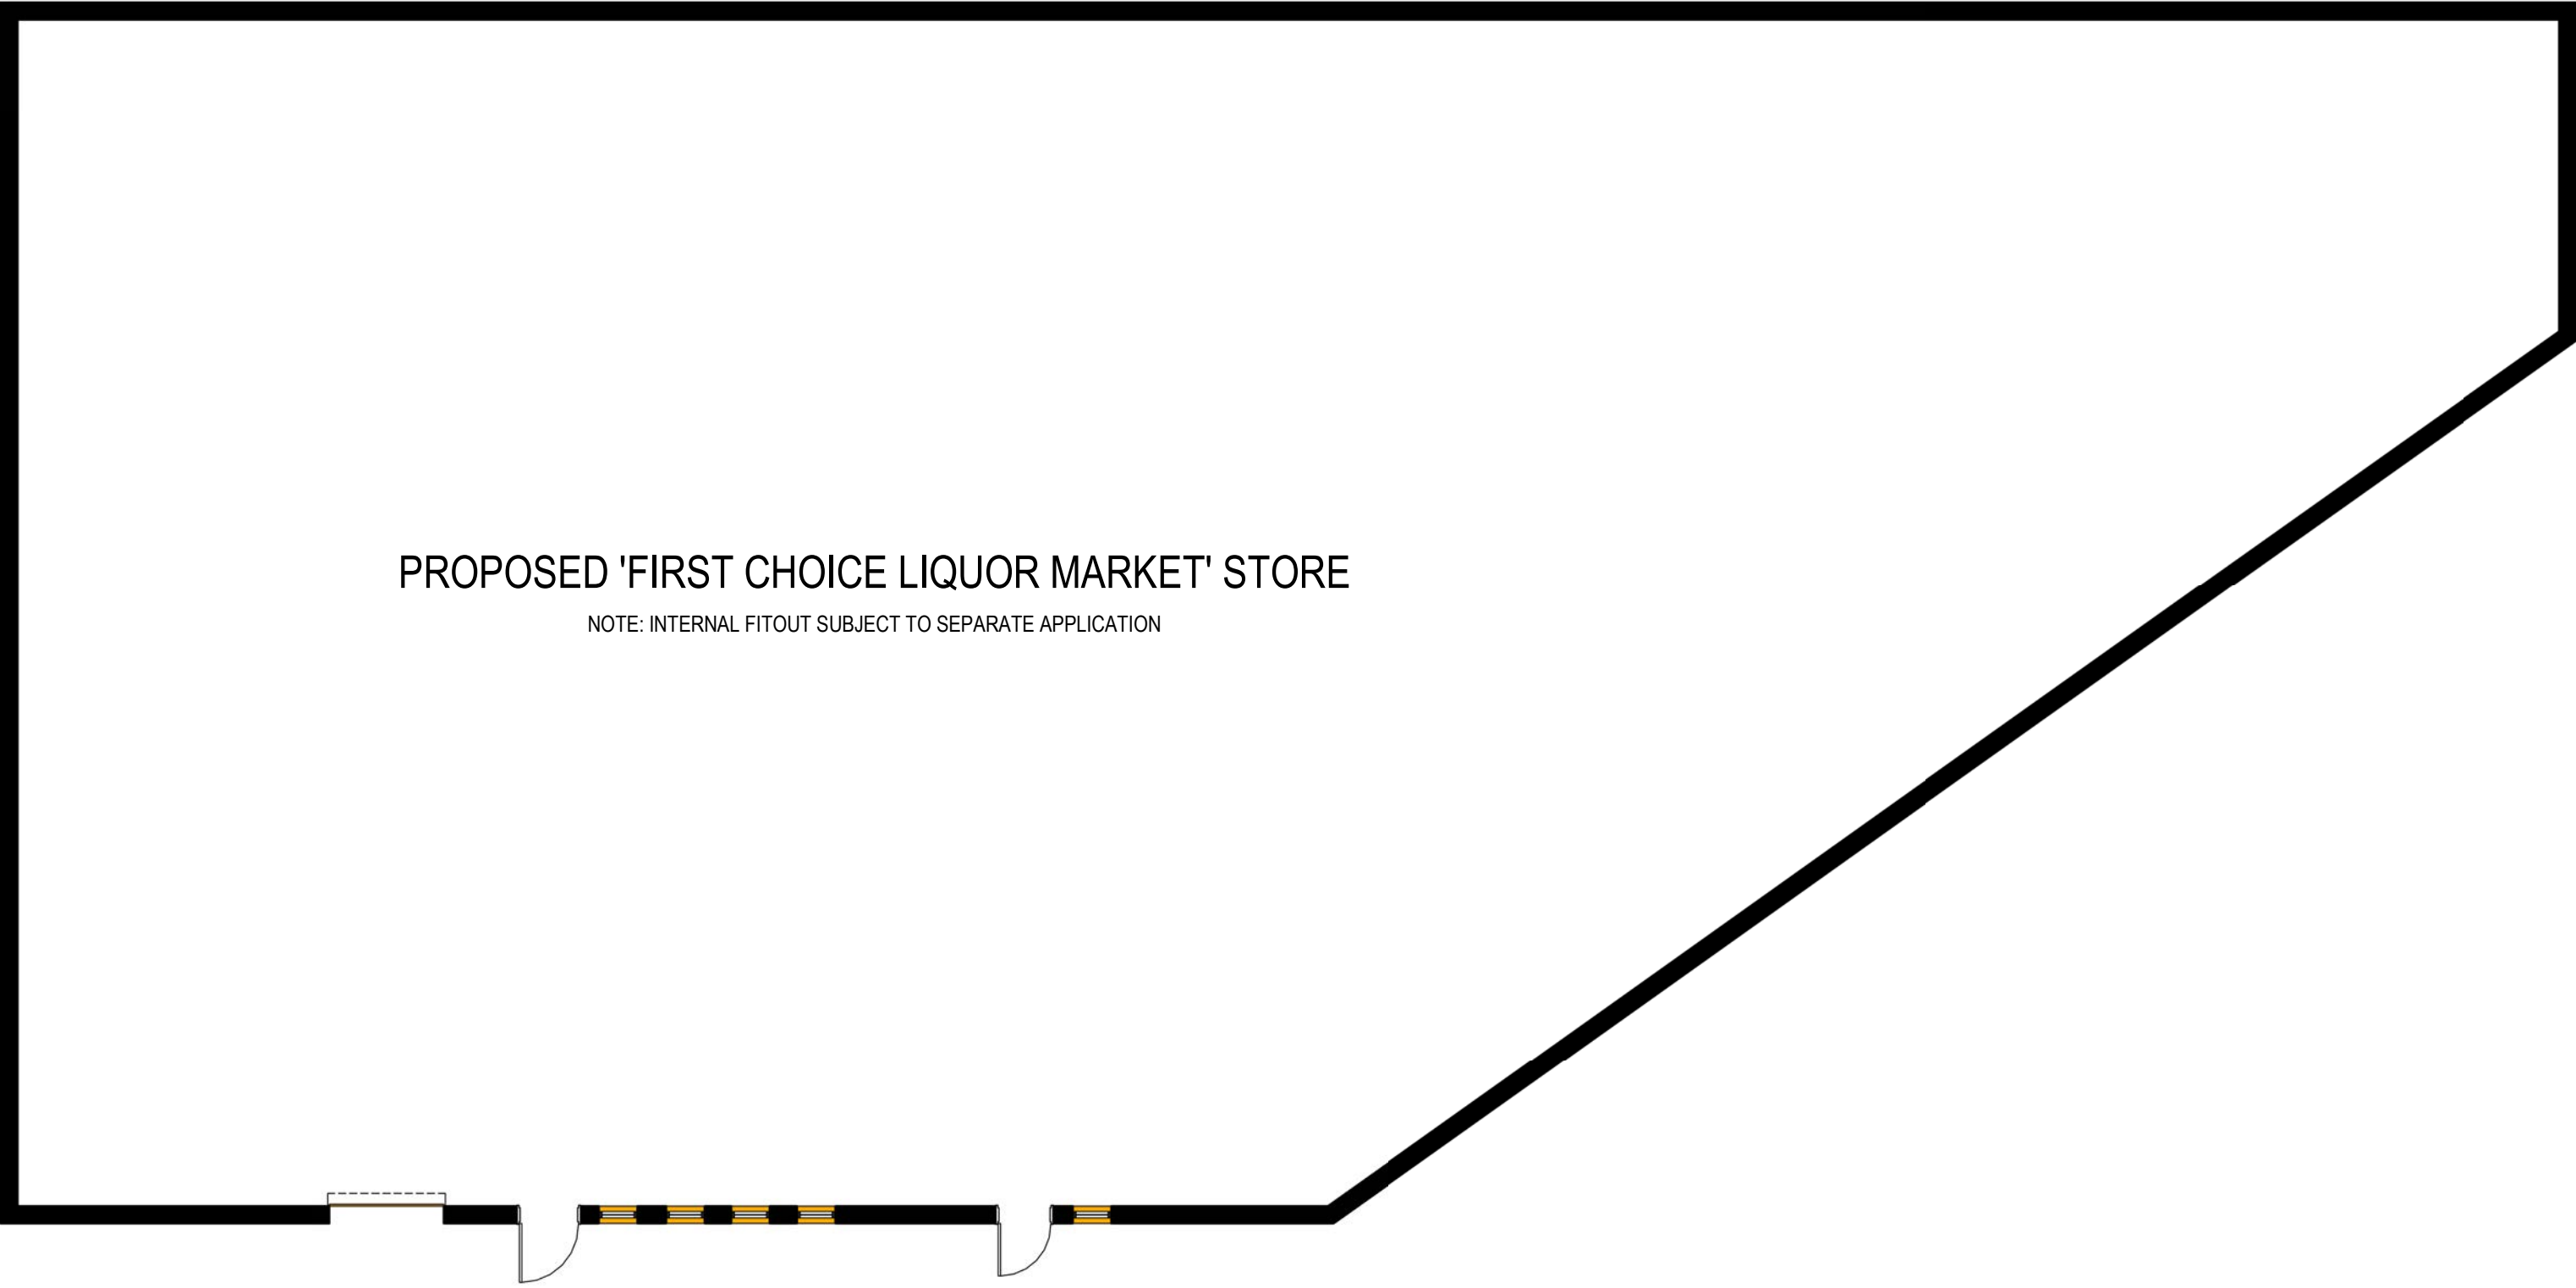 PROPOSED 'FIRST CHOICE LIQUOR MARKET' STORE
NOTE: INTERNAL FITOUT SUBJECT TO SEPARATE APPLICATION